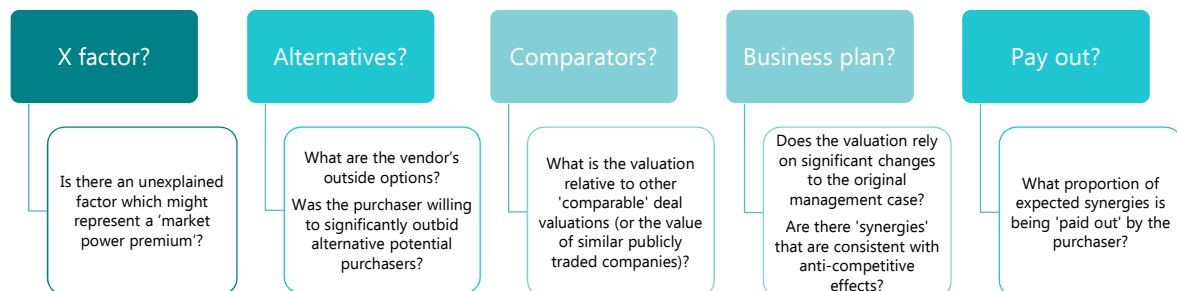 X factor?
Is there an unexplained
factor which might
represent a ‘market
power premium’?
Alternatives?
What are the vendor’s
outside options?
Was the purchaser willing
to significantly outbid
alternative potential
purchasers?
Comparators?
What is the valuation
relative to other
'comparable' deal
valuations (or the value
of similar publicly
traded companies)?
Business plan?
Does the valuation rely
on significant changes
to the original
management case?
Are there 'synergies'
that are consistent with
anti-competitive
effects?
Pay out?
What proportion of
expected synergies is
being 'paid out' by the
purchaser?